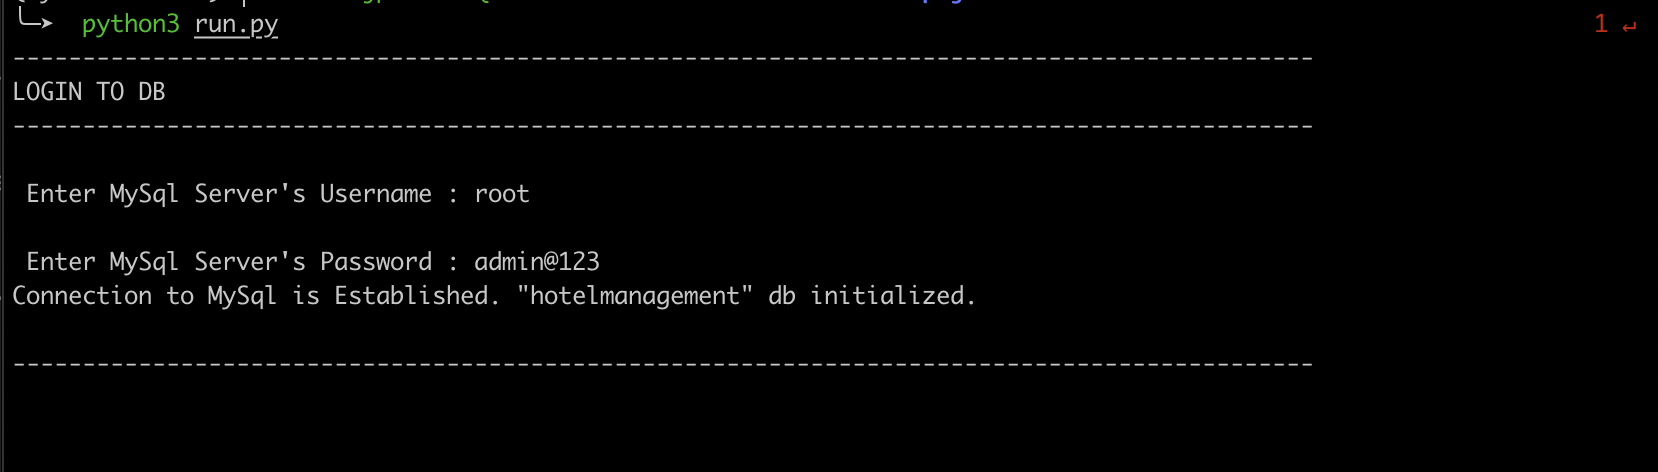 python3 run.py 1 ↵
--------------------------------------------------------------------------------------------
LOGIN TO DB
--------------------------------------------------------------------------------------------
Enter MySql Server's Username : root
Enter MySql Server's Password : admin@123
Connection to MySql is Established. "hotelmanagement" db initialized.
--------------------------------------------------------------------------------------------